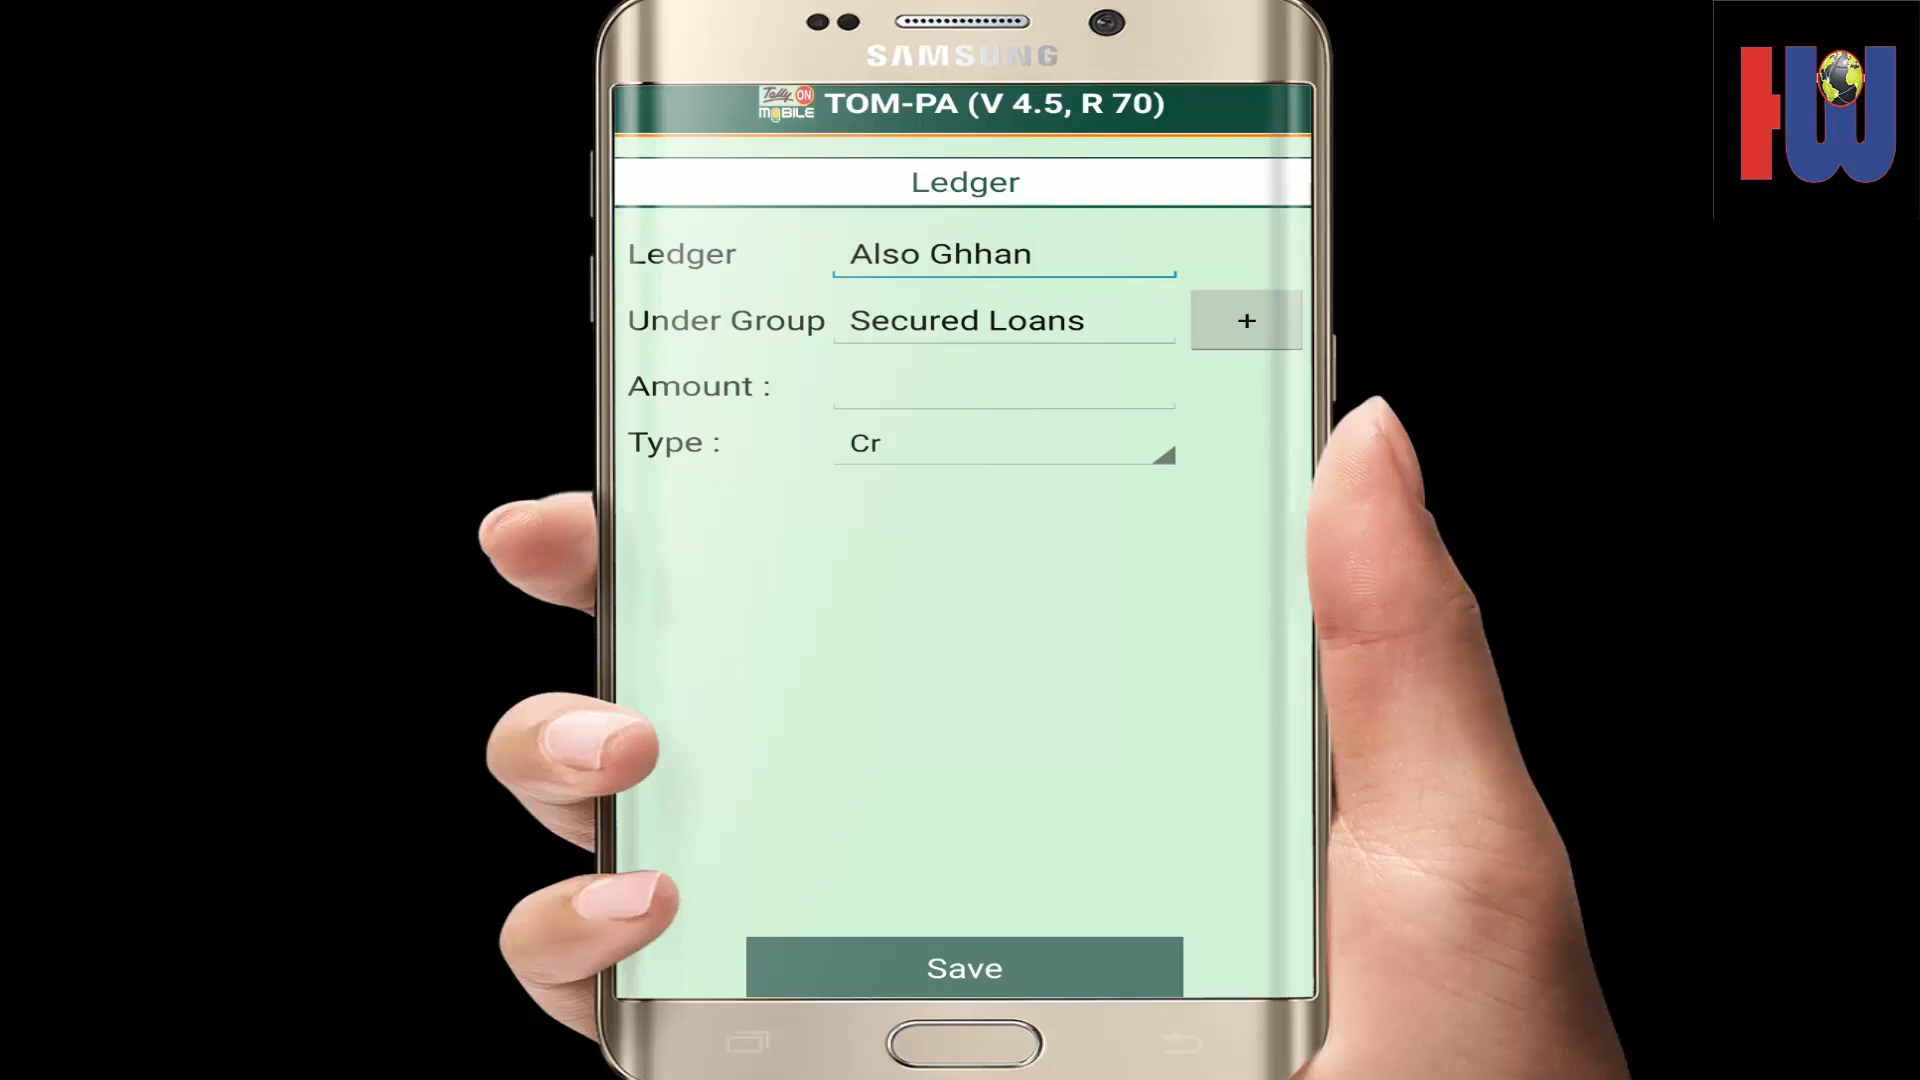 SAMSUNG
Tally ON
MOBILE
TOM-PA (V 4.5, R 70)
Ledger
Ledger Also Ghhan
Under Group Secured Loans +
Amount :
Type : Cr
Save
HW